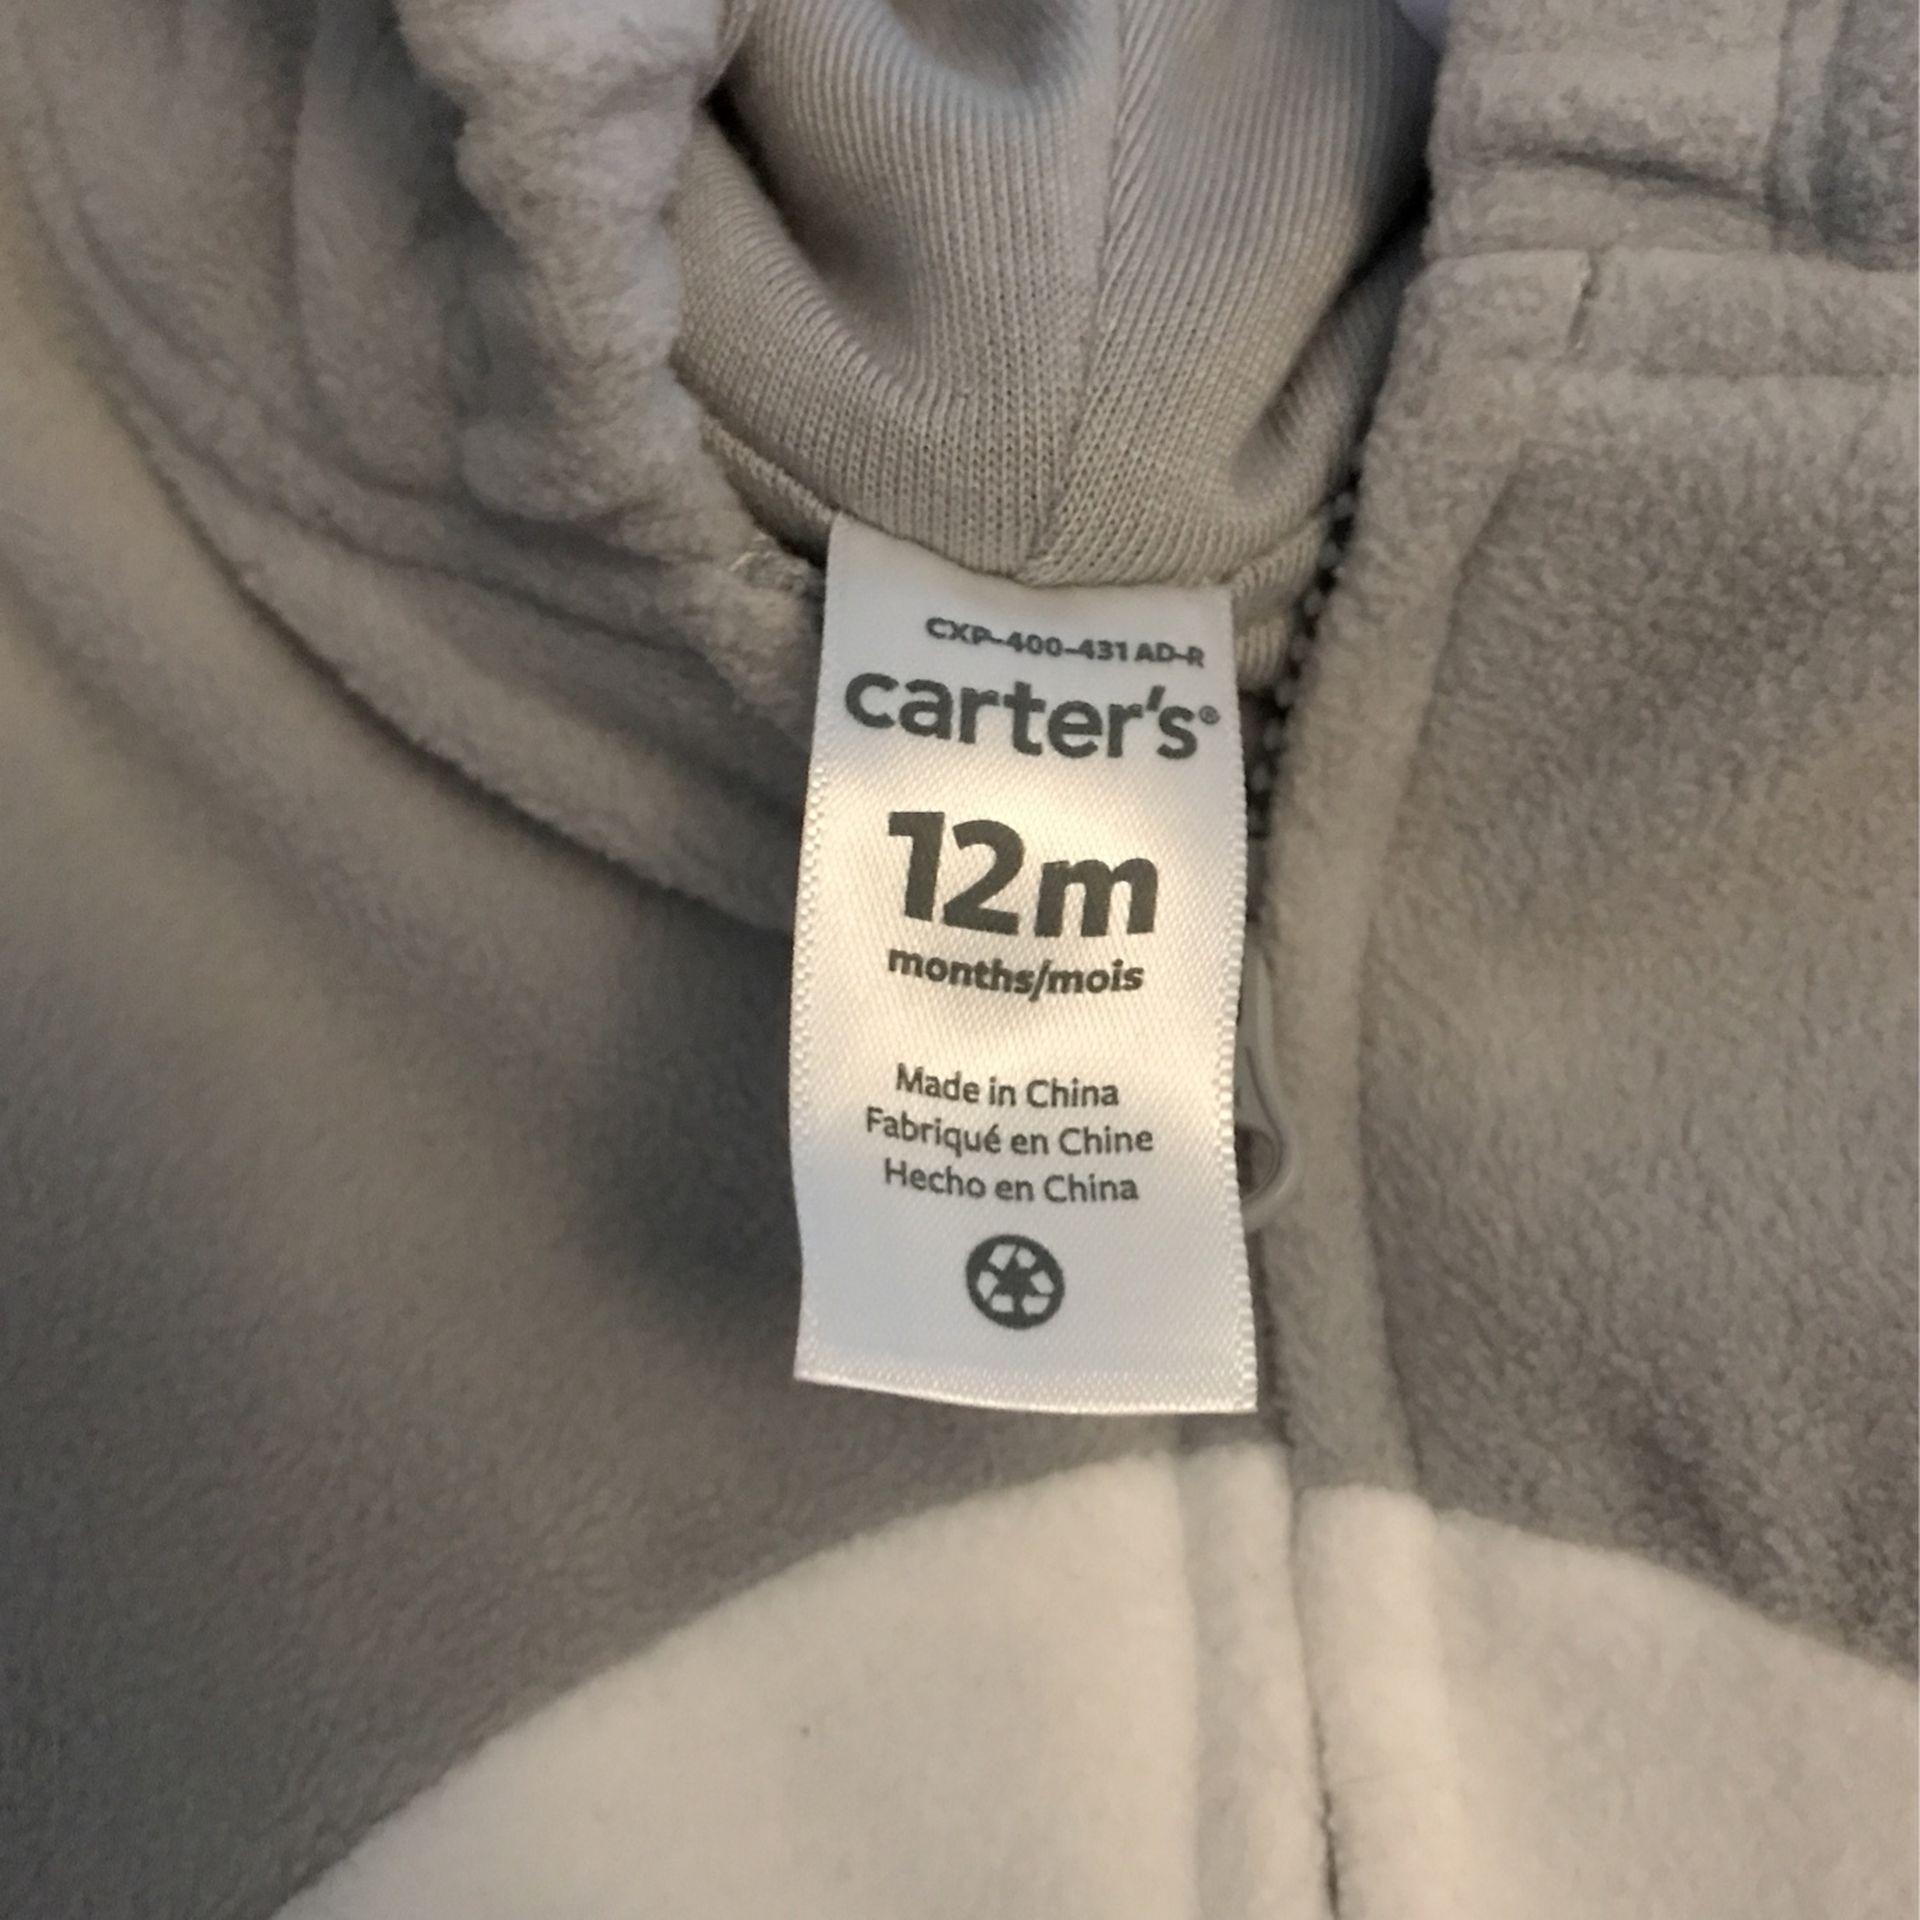 CXP-400-431 AD-R
carter's®
12m
months/mois
Made in China
Fabriqué en Chine
Hecho en China